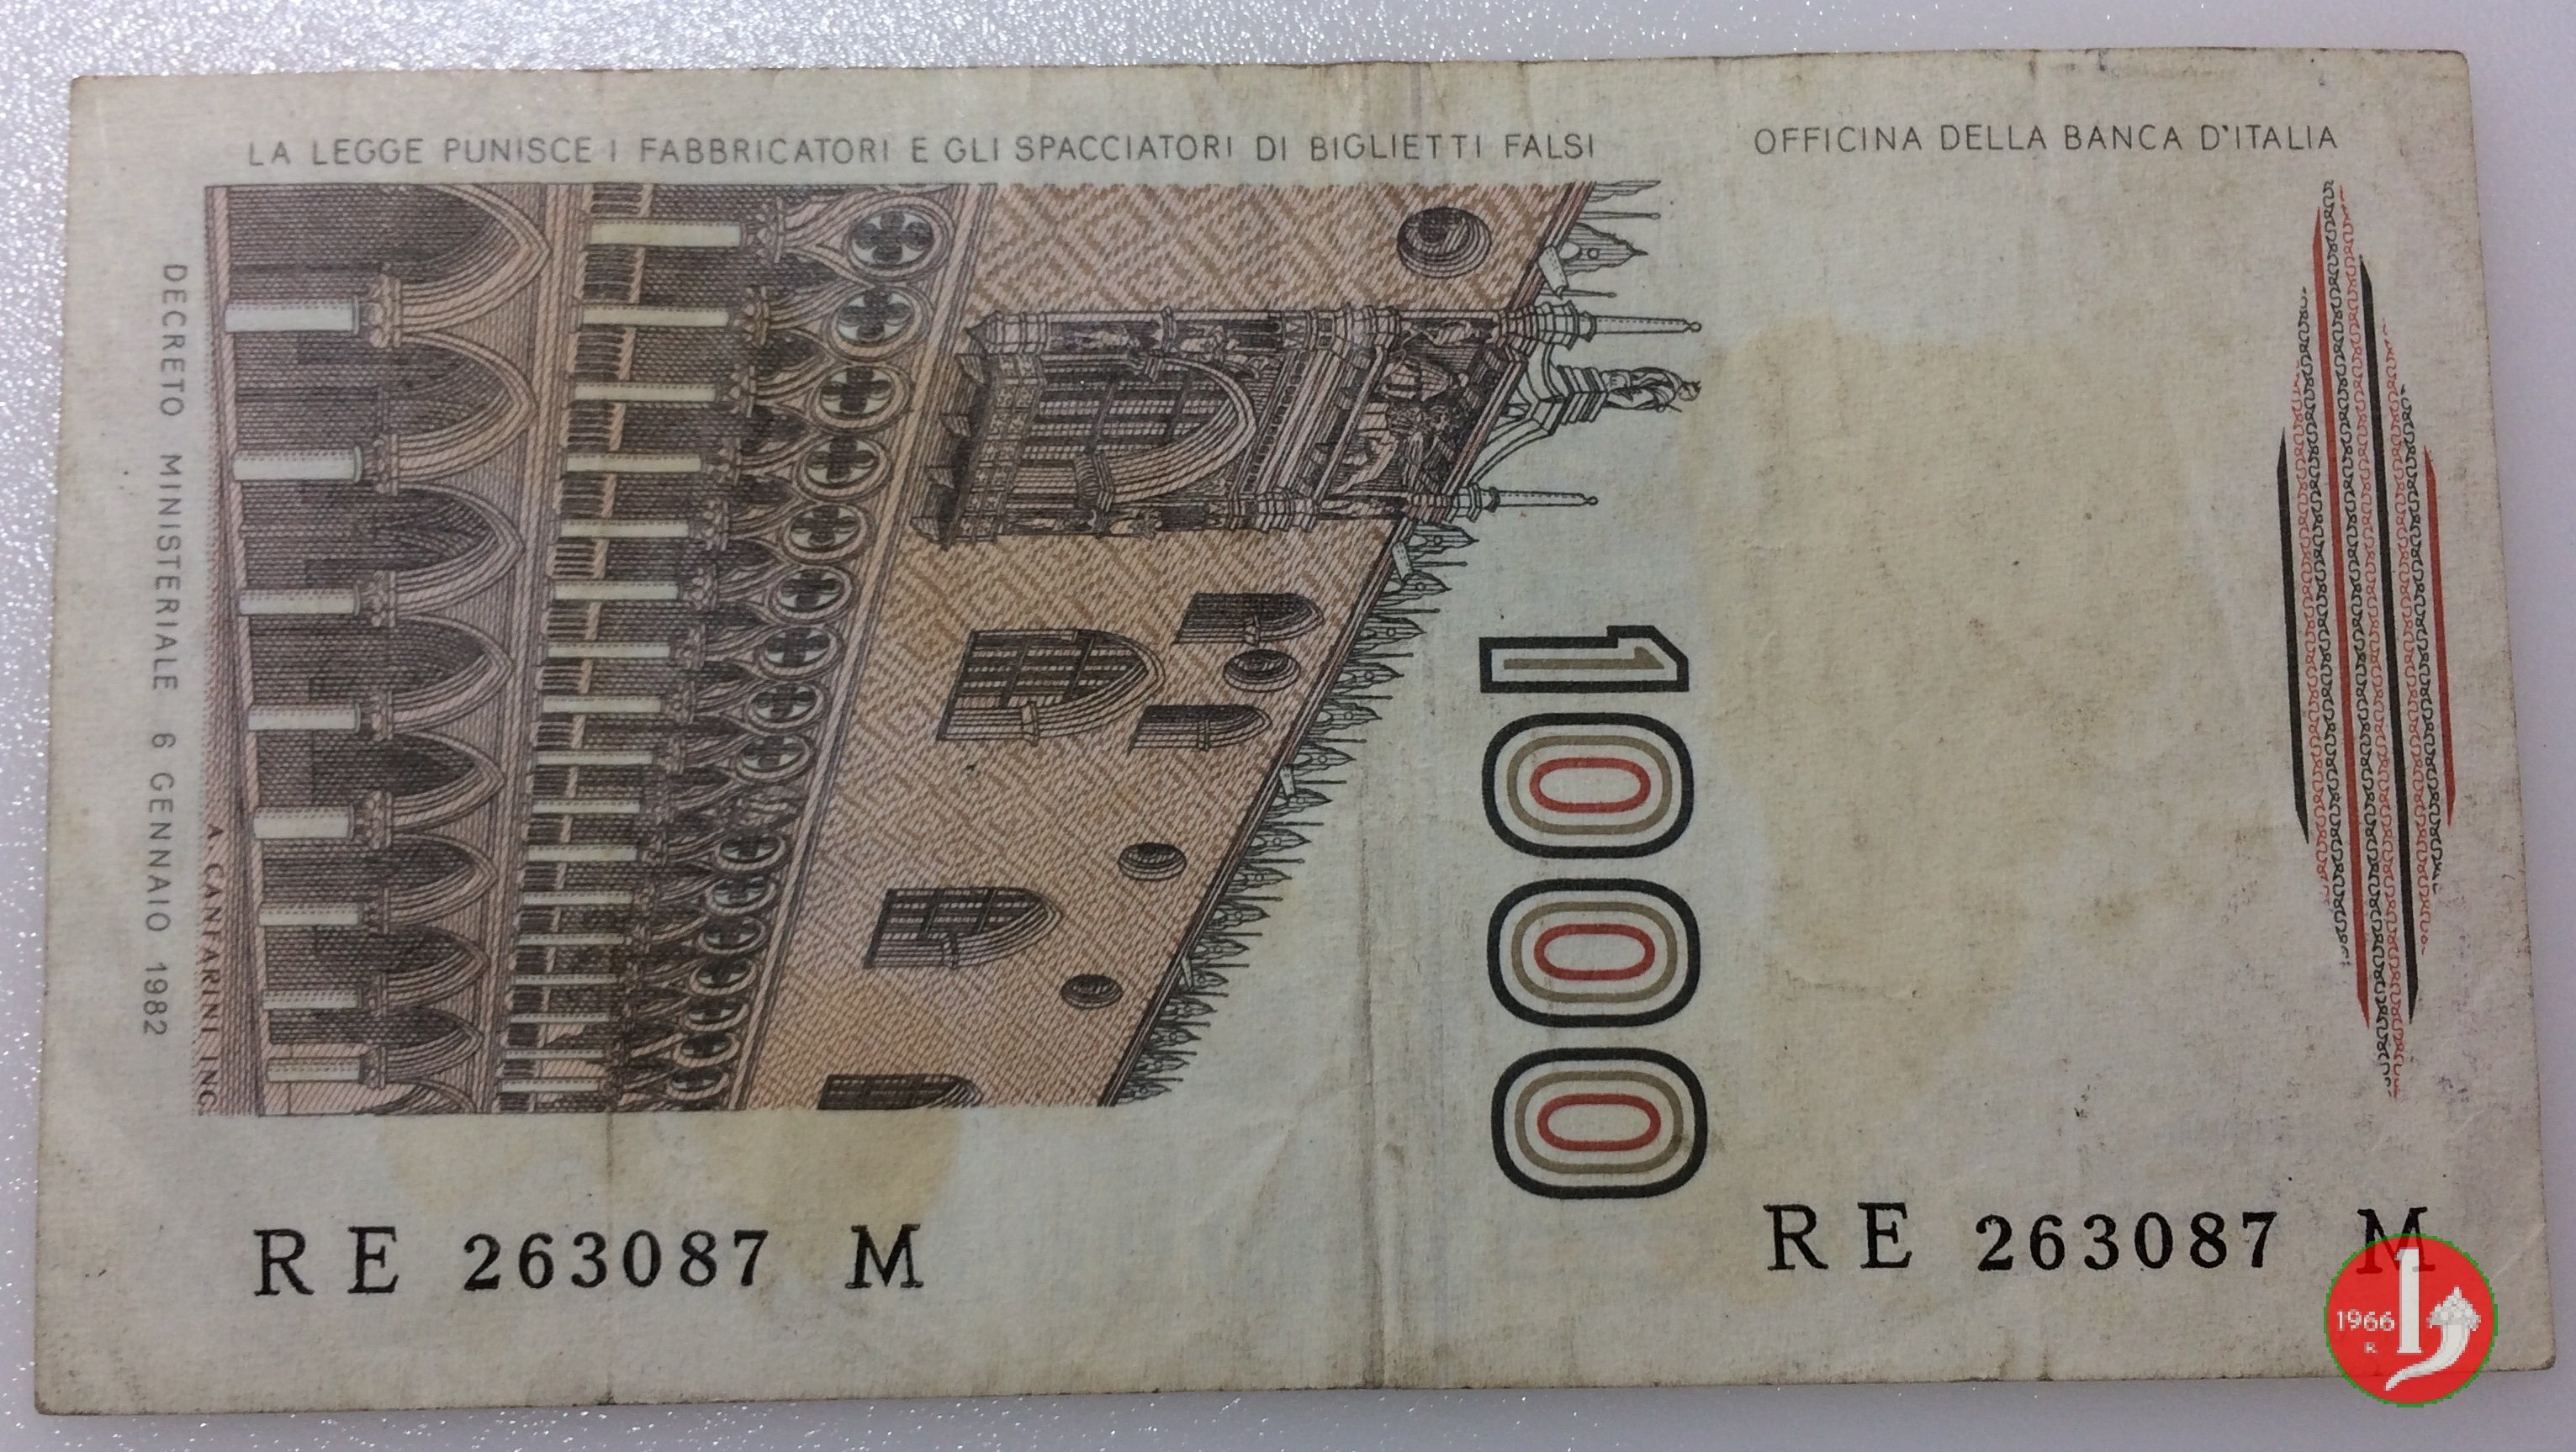 LA LEGGE PUNISCE I FABBRICATORI E GLI SPACCIATORI DI BIGLIETTI FALSI
OFFICINA DELLA BANCA D'ITALIA
DECRETO MINISTERIALE 6 GENNAIO 1982
A. CANFARINI INC.
1000
RE 263087 M
RE 263087 M
1966
R